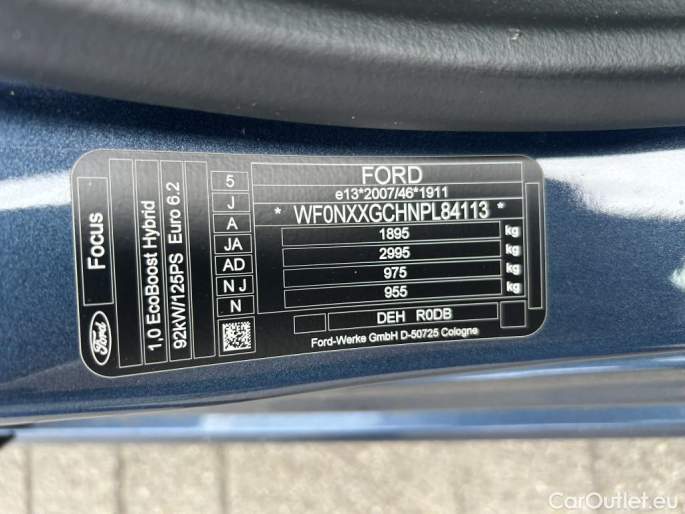 Ford
Focus
1,0 EcoBoost Hybrid
92kW/125PS Euro 6.2
5
J
A
JA
AD
N J
N
FORD
e13*2007/46*1911
* WF0NXXGCHNPL84113 *
1895 kg
2995 kg
975 kg
955 kg
DEH R0DB
Ford-Werke GmbH D-50725 Cologne
CarOutlet.eu